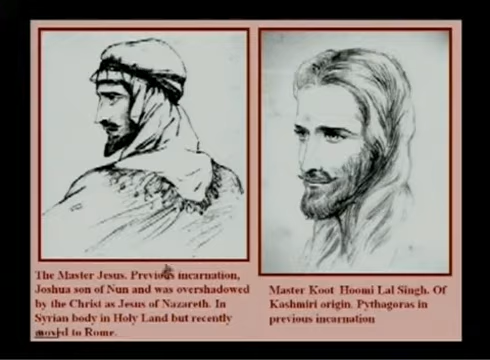 The Master Jesus. Previous incarnation,
Joshua son of Nun and was overshadowed
by the Christ as Jesus of Nazareth. In
Syrian body in Holy Land but recently
moved to Rome.
Master Koot Hoomi Lal Singh. Of
Kashmiri origin. Pythagoras in
previous incarnation